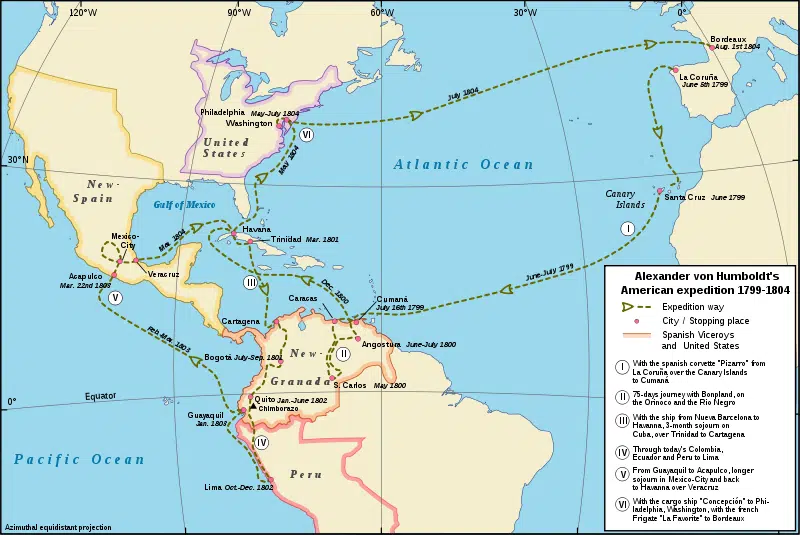 120°W
90°W
60°W
30°W
0°
Bordeaux
Aug. 1st 1804
La Coruña
June 5th 1799
July 1804
Philadelphia May-July 1804
Washington
VI
United
States
May 1804
Atlantic Ocean
30°N
New-
Spain
Gulf of Mexico
Canary
Islands
Santa Cruz June 1799
I
Mexico-
City
Mar. 1804
Havana
Trinidad Mar. 1801
Acapulco
Mar. 22nd 1803
Veracruz
V
III
Dec. 1800
June-July 1799
Caracas
Cumaná
July 16th 1799
Cartagena
Feb-Mar. 1803
Angostura June-July 1800
Bogotá July-Sep. 1801
New-
Granada
II
S. Carlos May 1800
Equator
0°
Quito Jan.-June 1802
Chimborazo
Guayaquil
Jan. 1803
IV
Pacific Ocean
Peru
Lima Oct.-Dec. 1802
Azimuthal equidistant projection
Alexander von Humboldt's
American expedition 1799-1804
Expedition way
City / Stopping place
Spanish Viceroys
and United States
I With the spanish corvette "Pizarro" from
La Coruña over the Canary Islands
to Cumaná
II 75-days journey with Bonpland, on
the Orinoco and the Rio Negro
III With the ship from Nueva Barcelona to
Havanna, 3-month sojourn on
Cuba, over Trinidad to Cartagena
IV Through today's Colombia,
Ecuador and Peru to Lima
V From Guayaquil to Acapulco, longer
sojourn in Mexico-City and back
to Havanna over Veracruz
VI With the cargo ship "Concepción" to Phi-
ladelphia, Washington, with the french
Frigate "La Favorite" to Bordeaux